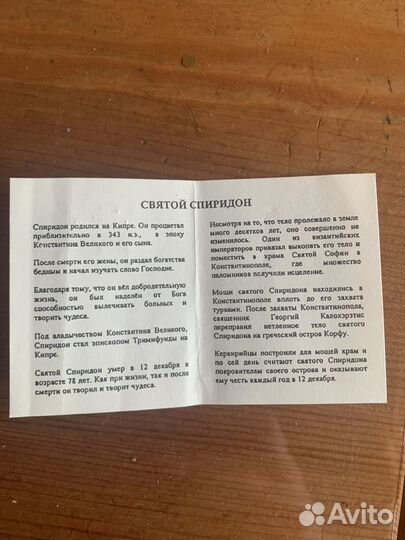 СВЯТОЙ СПИРИДОН
Спиридон родился на Кипре. Он процветал
приблизительно в 343 н.э., в эпоху
Константина Великого и его сына.
После смерти его жены, он раздал богатства
бедным и начал изучать слово Господне.
Благодаря тому, что он вёл добродетельную
жизнь, он был наделён от Бога
способностью вылечивать больных и
творить чудеса.
Под владычеством Константина Великого,
Спиридон стал эпископом Тримифунды на
Кипре.
Святой Спиридон умер в 12 декабря в
возрасте 78 лет. Как при жизни, так и после
смерти он творил и творит чудеса.
Несмотря на то, что тело пролежало в земле
много десятков лет, оно совершенно не
изменилось. Один из византийских
императоров приказал выкопать его тело и
поместить в храма Святой Софии в
Константинополе, где множество
паломников получили исцеление.
Мощи святого Спиридона находились в
Константинополе вплоть до его захвата
турками. После захвата Константинополя,
священник Георгий Калохэрэтис
переправил нетленное тело святого
Спиридона на греческий остров Корфу.
Керкирийцы построили для мощей храм и
по сей день считают святого Спиридона
покровителем своего острова и оказывают
ему честь каждый год в 12 декабря.
Avito